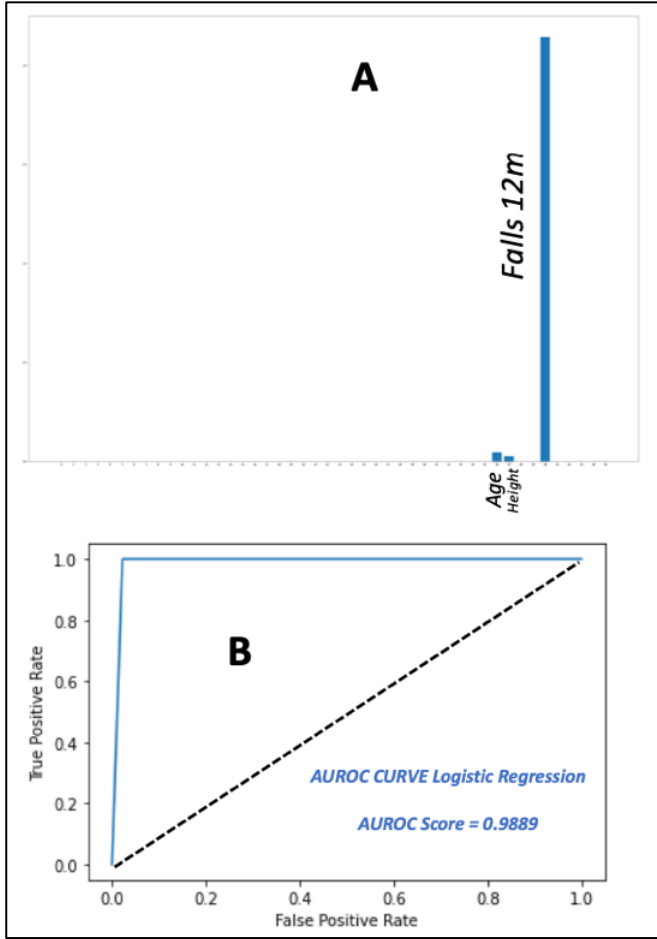 A
Falls 12m
Age
Height
1.0
0.8
0.6
0.4
0.2
0.0
True Positive Rate
B
AUROC CURVE Logistic Regression
AUROC Score = 0.9889
0.0 0.2 0.4 0.6 0.8 1.0
False Positive Rate